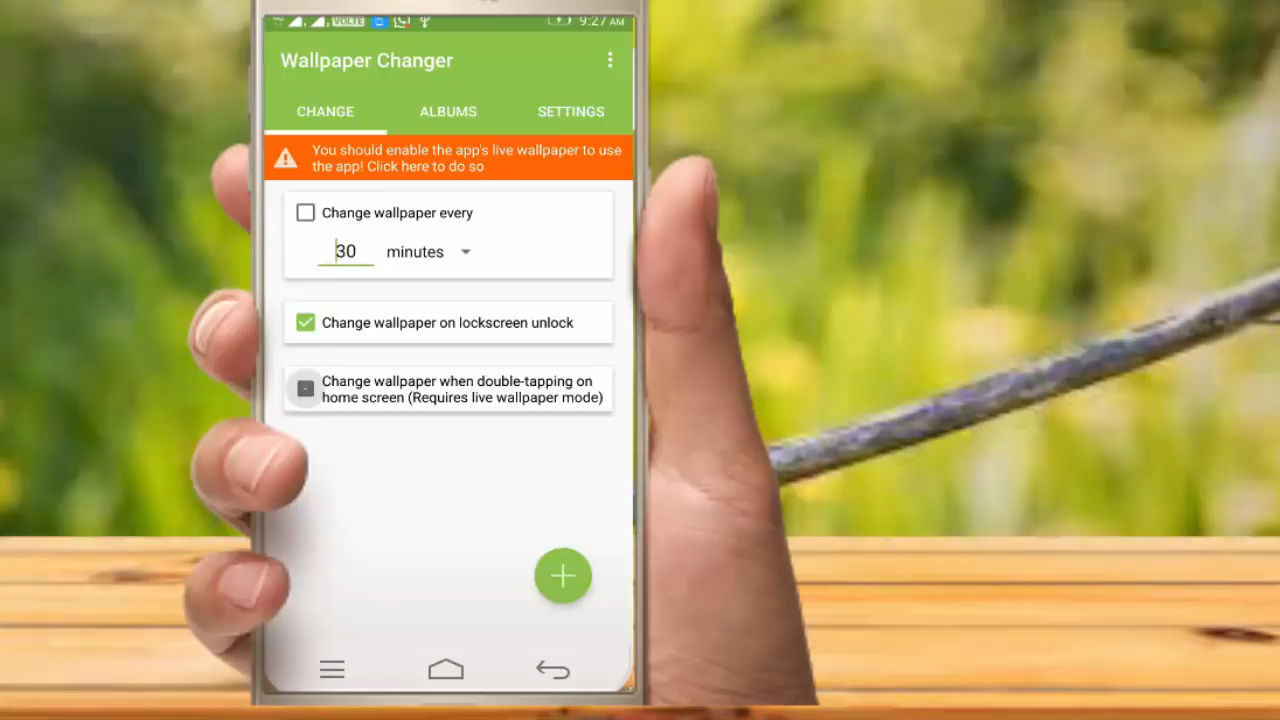 VOLTE 9:27 AM
Wallpaper Changer
CHANGE ALBUMS SETTINGS
You should enable the app's live wallpaper to use
the app! Click here to do so
Change wallpaper every
30 minutes
Change wallpaper on lockscreen unlock
Change wallpaper when double-tapping on
home screen (Requires live wallpaper mode)